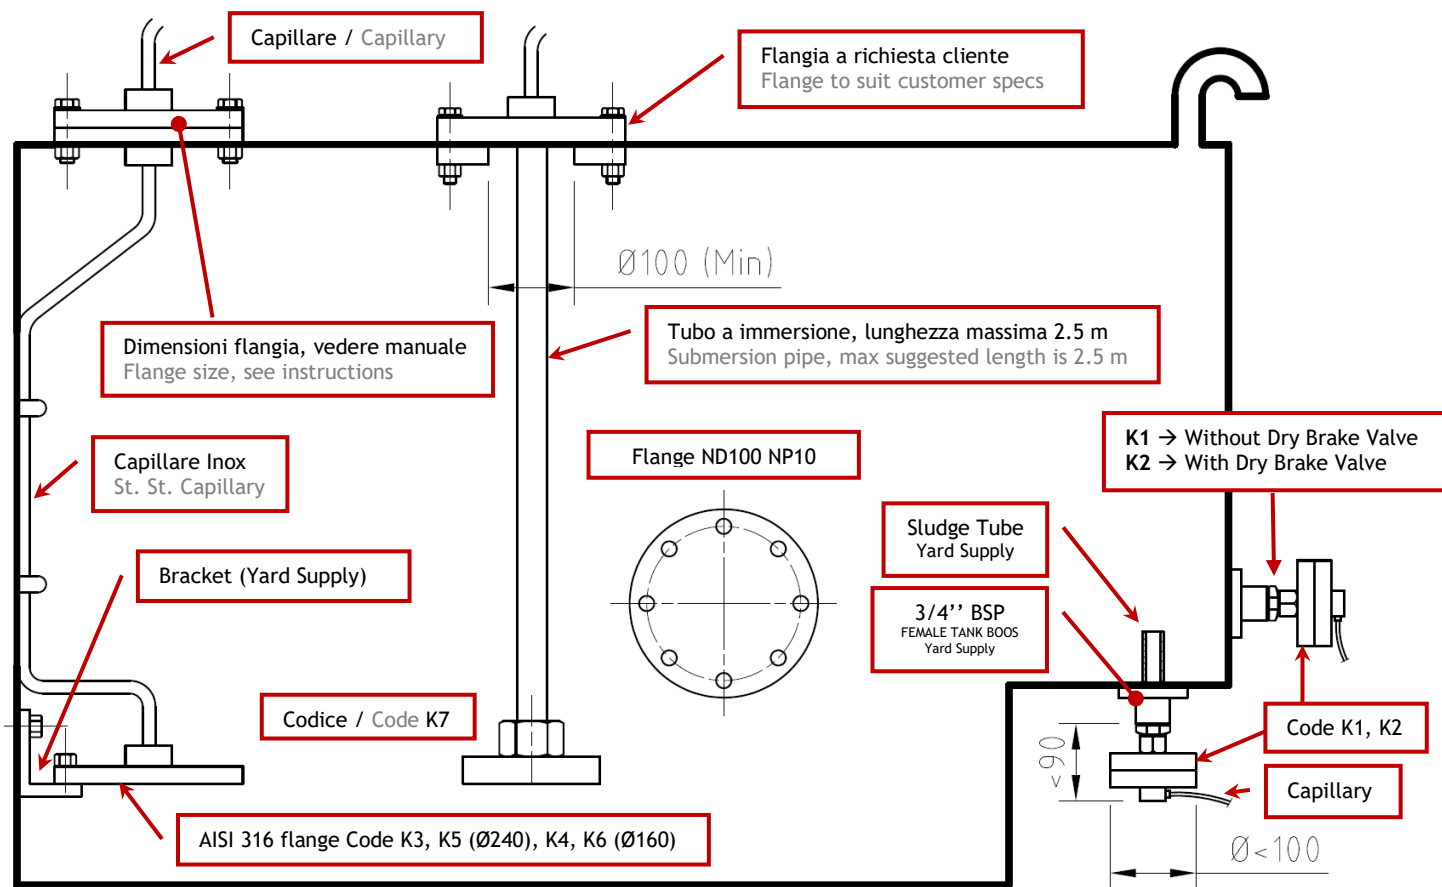 Capillare / Capillary
Flangia a richiesta cliente
Flange to suit customer specs
Ø100 (Min)
Dimensioni flangia, vedere manuale
Flange size, see instructions
Tubo a immersione, lunghezza massima 2.5 m
Submersion pipe, max suggested length is 2.5 m
K1 → Without Dry Brake Valve
K2 → With Dry Brake Valve
Capillare Inox
St. St. Capillary
Flange ND100 NP10
Sludge Tube
Yard Supply
Bracket (Yard Supply)
3/4’’ BSP
FEMALE TANK BOOS
Yard Supply
Codice / Code K7
Code K1, K2
<90
Capillary
AISI 316 flange Code K3, K5 (Ø240), K4, K6 (Ø160)
Ø<100